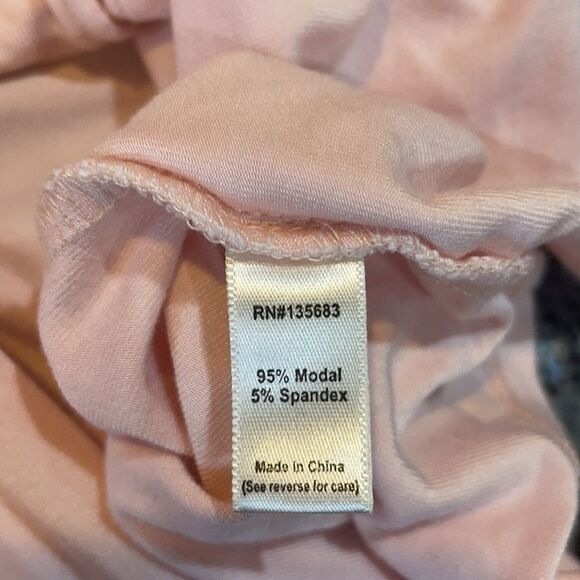 RN#135683
95% Modal
5% Spandex
Made in China
(See reverse for care)